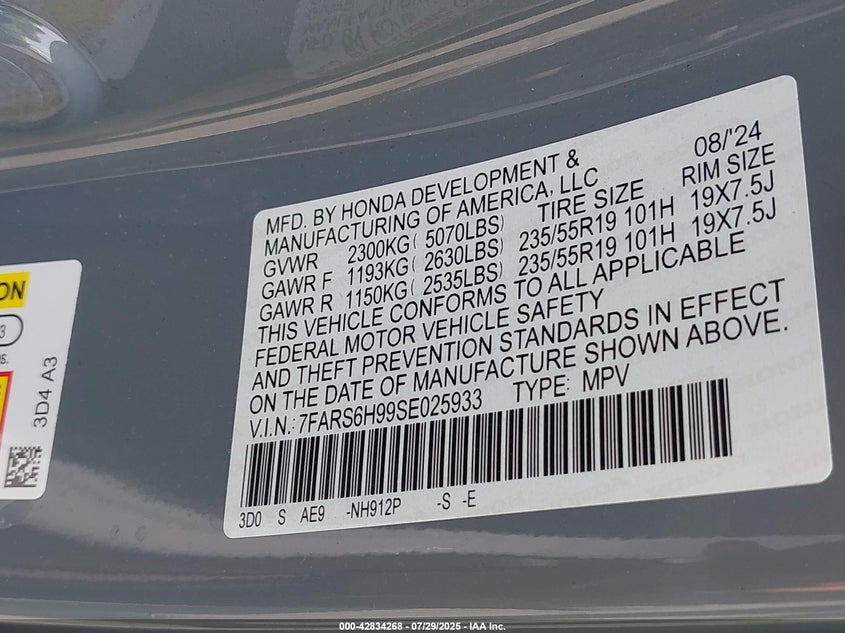 MFD. BY HONDA DEVELOPMENT & 08/'24
MANUFACTURING OF AMERICA, LLC
TIRE SIZE RIM SIZE
GVWR 2300KG( 5070LBS)
GAWR F 1193KG( 2630LBS) 235/55R19 101H 19X7.5J
GAWR R 1150KG( 2535LBS) 235/55R19 101H 19X7.5J
THIS VEHICLE CONFORMS TO ALL APPLICABLE
FEDERAL MOTOR VEHICLE SAFETY
AND THEFT PREVENTION STANDARDS IN EFFECT
ON THE DATE OF MANUFACTURE SHOWN ABOVE.
V.I.N.: 7FARS6H99SE025933 TYPE: MPV
3D0 S AE9 -NH912P -S -E
ON
3
3D4 A3
000-42834268 - 07/29/2025 - IAA Inc.